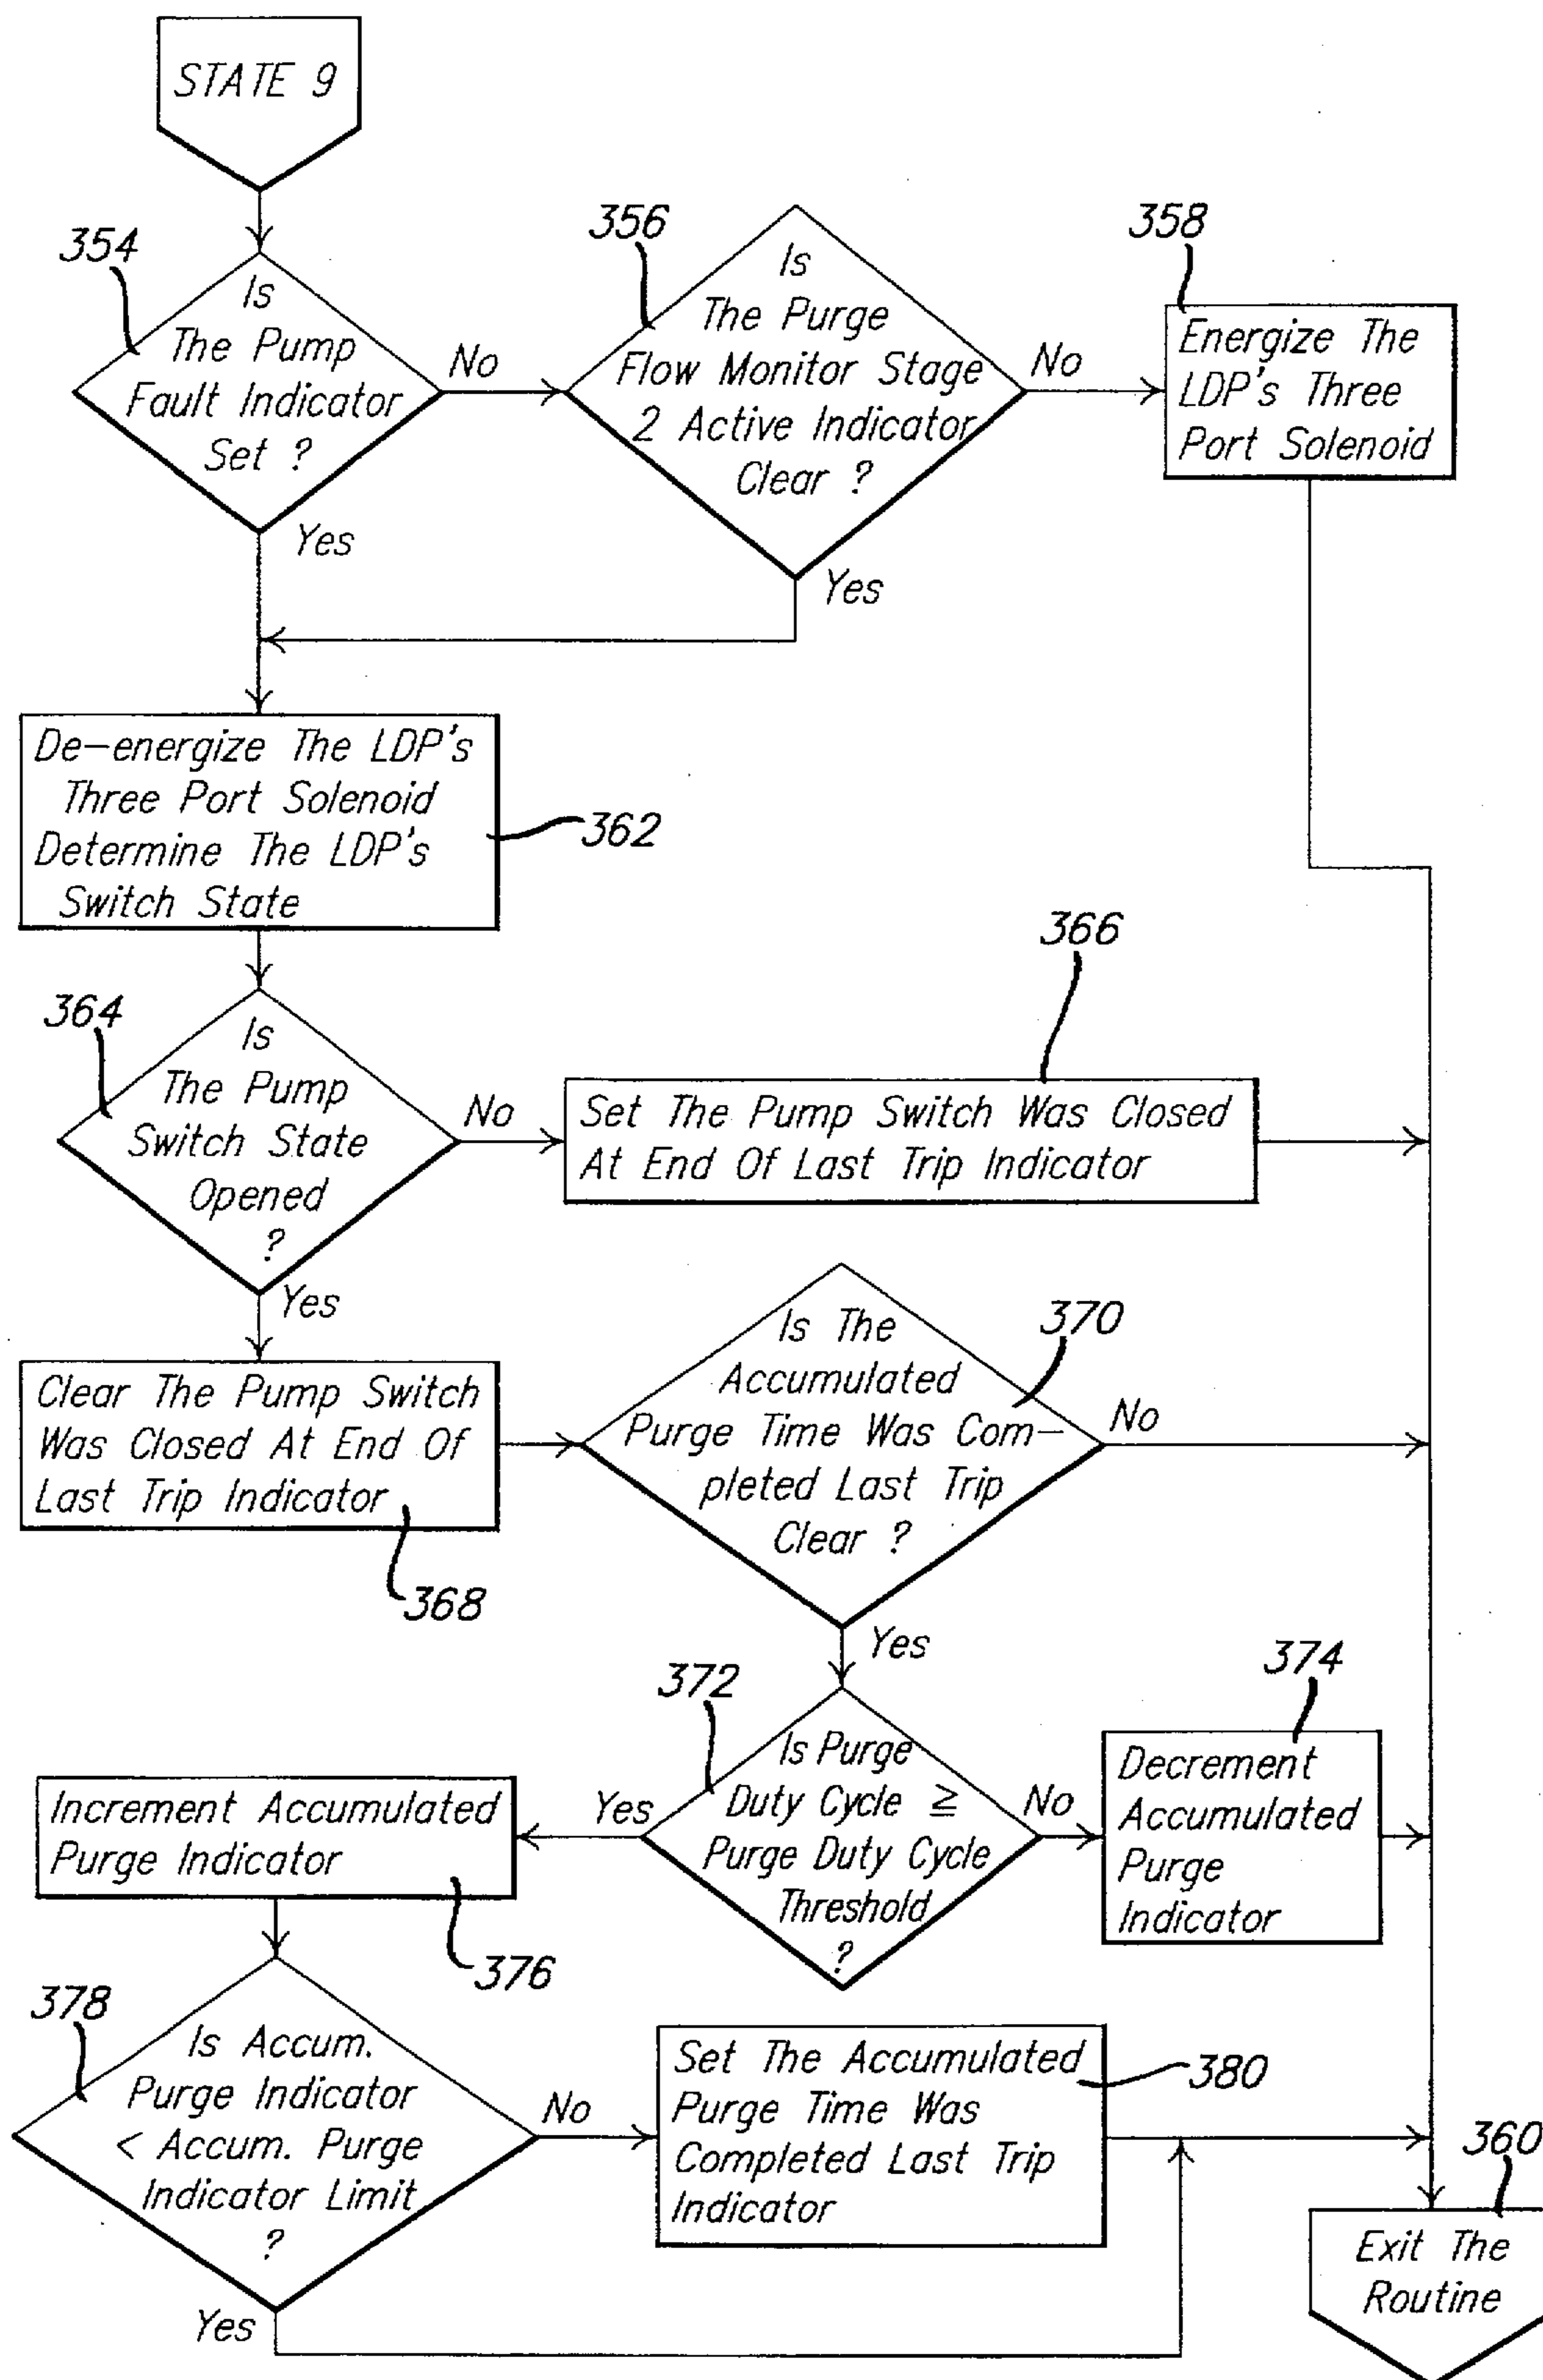 STATE 9
354
Is
The Pump
Fault Indicator
Set ?
No
Yes
356
Is
The Purge
Flow Monitor Stage
2 Active Indicator
Clear ?
No
Yes
358
Energize The
LDP's Three
Port Solenoid
De-energize The LDP's
Three Port Solenoid
Determine The LDP's
Switch State
362
364
Is
The Pump
Switch State
Opened
?
No
Yes
366
Set The Pump Switch Was Closed
At End Of Last Trip Indicator
Clear The Pump Switch
Was Closed At End Of
Last Trip Indicator
368
370
Is The
Accumulated
Purge Time Was Com-
pleted Last Trip
Clear ?
No
Yes
372
Is Purge
Duty Cycle ≧
Purge Duty Cycle
Threshold
?
No
Yes
374
Decrement
Accumulated
Purge
Indicator
Increment Accumulated
Purge Indicator
376
378
Is Accum.
Purge Indicator
< Accum. Purge
Indicator Limit
?
No
Yes
Set The Accumulated
Purge Time Was
Completed Last Trip
Indicator
380
360
Exit The
Routine